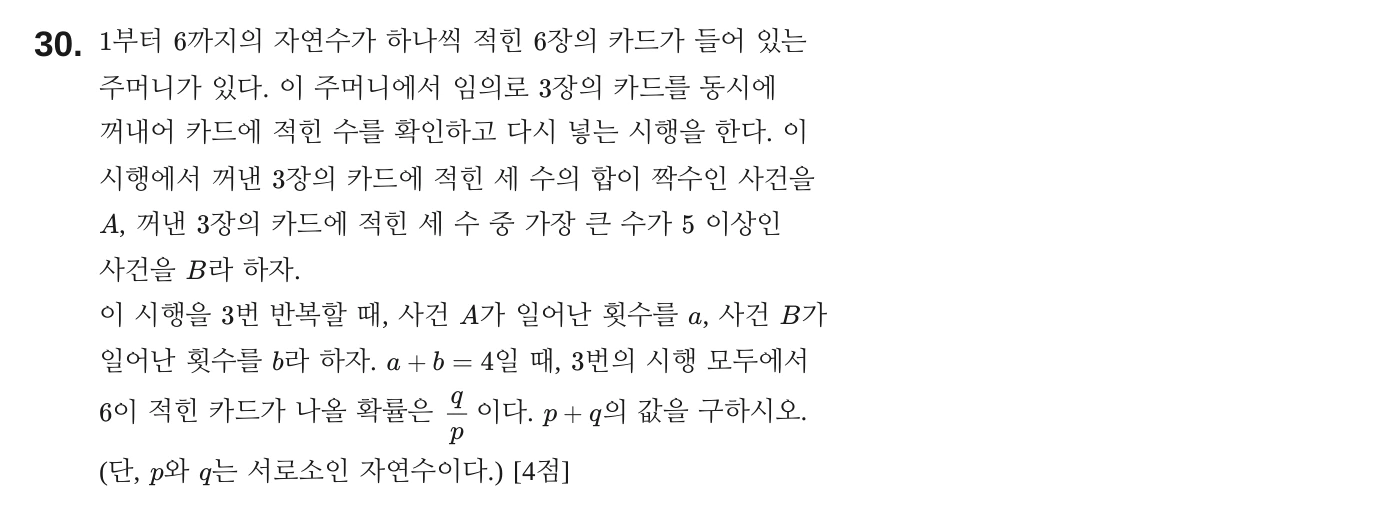 30. 1부터 6까지의 자연수가 하나씩 적힌 6장의 카드가 들어 있는
주머니가 있다. 이 주머니에서 임의로 3장의 카드를 동시에
꺼내어 카드에 적힌 수를 확인하고 다시 넣는 시행을 한다. 이
시행에서 꺼낸 3장의 카드에 적힌 세 수의 합이 짝수인 사건을
A, 꺼낸 3장의 카드에 적힌 세 수 중 가장 큰 수가 5 이상인
사건을 B라 하자.
이 시행을 3번 반복할 때, 사건 A가 일어난 횟수를 a, 사건 B가
일어난 횟수를 b라 하자. a + b = 4일 때, 3번의 시행 모두에서
6이 적힌 카드가 나올 확률은 q/p 이다. p + q의 값을 구하시오.
(단, p와 q는 서로소인 자연수이다.) [4점]